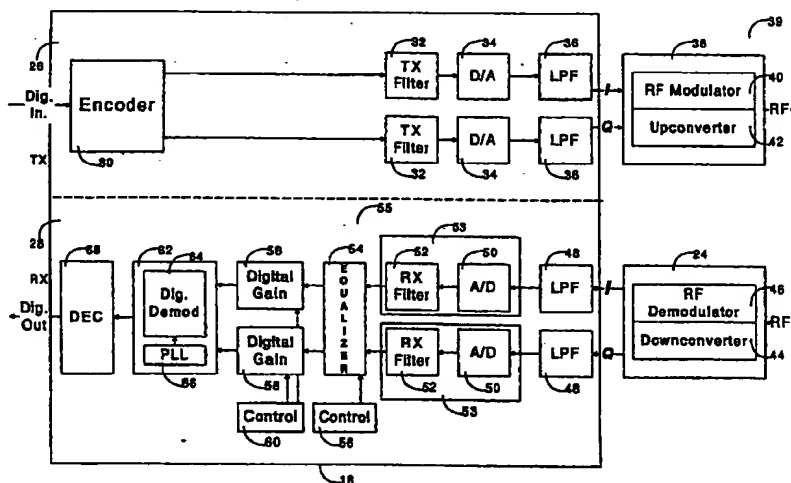 26
Dig.
In.
TX
Encoder
30
32
34
36
TX
Filter
D/A
LPF
I
TX
Filter
D/A
LPF
Q
32
34
36
38
39
RF Modulator
40
RF
Upconverter
42
28
RX
Dig.
Out
68
DEC
62
64
Dig.
Demod
PLL
66
58
Digital
Gain
Digital
Gain
58
Control
60
54
EQUALIZER
Control
56
55
53
52
50
RX
Filter
A/D
48
LPF
I
RX
Filter
A/D
LPF
Q
52
50
48
53
24
RF
Demodulator
46
RF
Downconverter
44
18